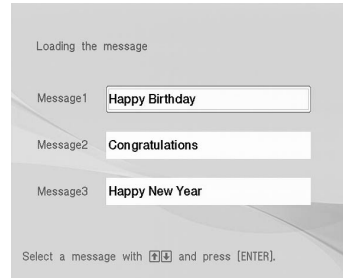 Loading the message
Message1 Happy Birthday
Message2 Congratulations
Message3 Happy New Year
Select a message with ⬆⬇ and press [ENTER].